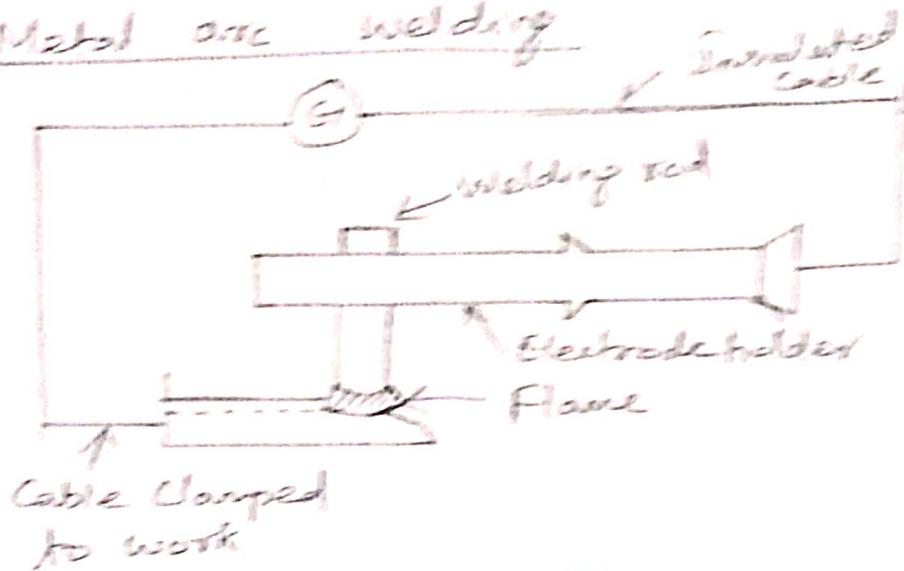 Metal arc welding
Insulated
cable
G
Welding rod
Electrode holder
Flame
Cable Clamped
to work